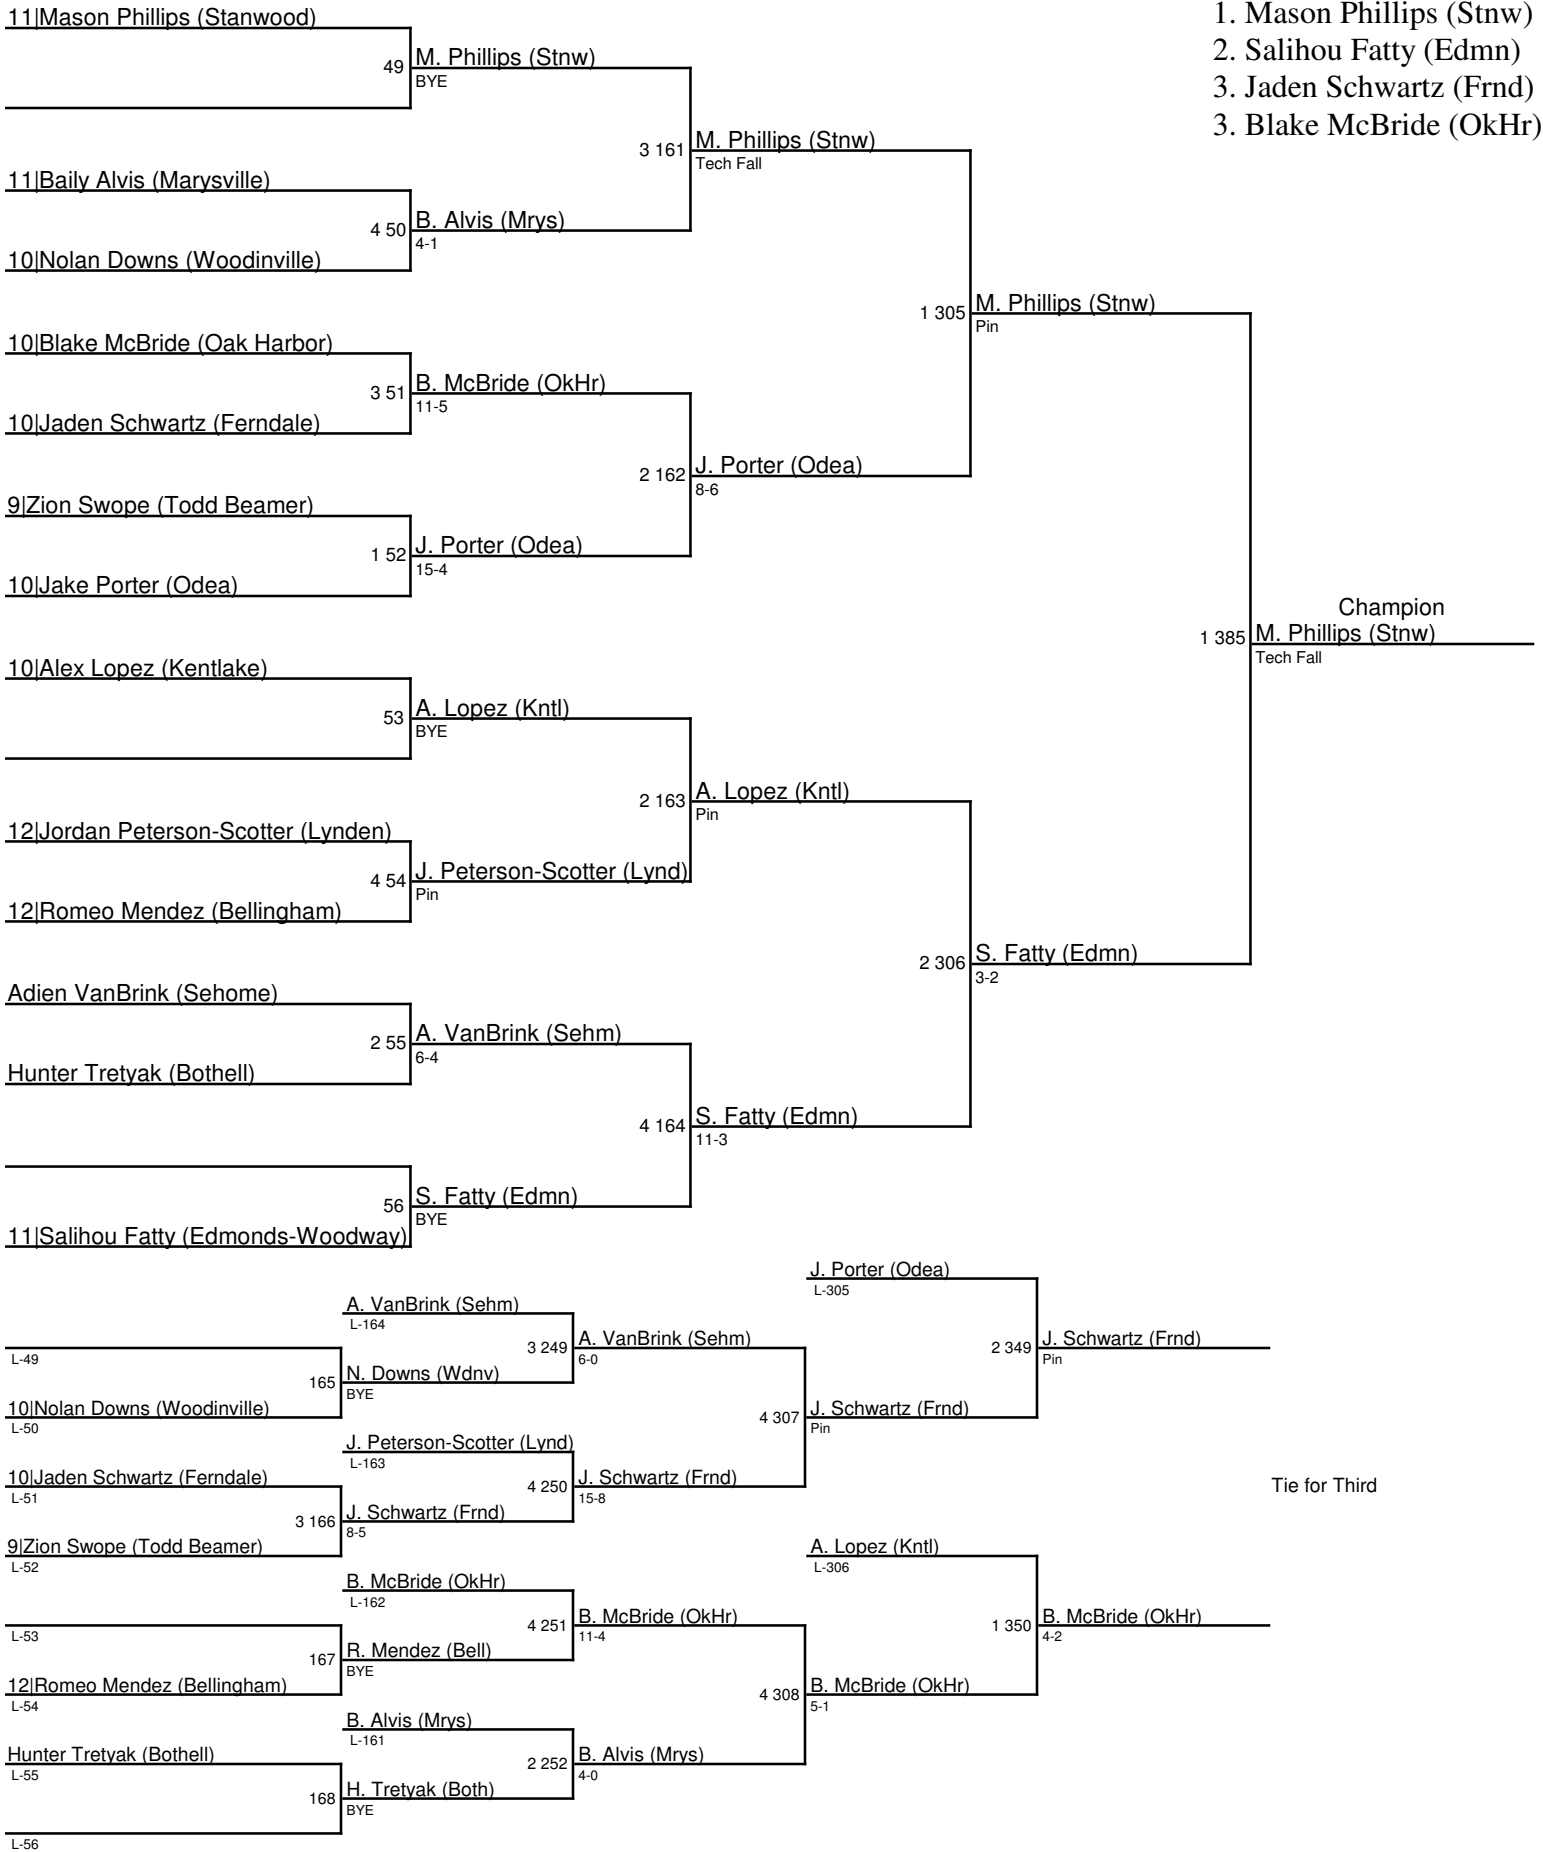 1. Mason Phillips (Stnw)
2. Salihou Fatty (Edmn)
3. Jaden Schwartz (Frnd)
3. Blake McBride (OkHr)
11|Mason Phillips (Stanwood)
49
M. Phillips (Stnw)
BYE
3 161
M. Phillips (Stnw)
Tech Fall
11|Baily Alvis (Marysville)
4 50
B. Alvis (Mrys)
4-1
10|Nolan Downs (Woodinville)
1 305
M. Phillips (Stnw)
Pin
10|Blake McBride (Oak Harbor)
3 51
B. McBride (OkHr)
11-5
10|Jaden Schwartz (Ferndale)
2 162
J. Porter (Odea)
8-6
9|Zion Swope (Todd Beamer)
1 52
J. Porter (Odea)
15-4
10|Jake Porter (Odea)
Champion
1 385
M. Phillips (Stnw)
Tech Fall
10|Alex Lopez (Kentlake)
53
A. Lopez (Kntl)
BYE
2 163
A. Lopez (Kntl)
Pin
12|Jordan Peterson-Scotter (Lynden)
4 54
J. Peterson-Scotter (Lynd)
Pin
12|Romeo Mendez (Bellingham)
2 306
S. Fatty (Edmn)
3-2
Adien VanBrink (Sehome)
2 55
A. VanBrink (Sehm)
6-4
Hunter Tretyak (Bothell)
4 164
S. Fatty (Edmn)
11-3
56
S. Fatty (Edmn)
BYE
11|Salihou Fatty (Edmonds-Woodway)
J. Porter (Odea)
L-305
A. VanBrink (Sehm)
L-164
3 249
A. VanBrink (Sehm)
6-0
2 349
J. Schwartz (Frnd)
Pin
L-49
165
N. Downs (Wdnv)
BYE
10|Nolan Downs (Woodinville)
L-50
4 307
J. Schwartz (Frnd)
Pin
J. Peterson-Scotter (Lynd)
L-163
10|Jaden Schwartz (Ferndale)
L-51
4 250
J. Schwartz (Frnd)
15-8
Tie for Third
3 166
J. Schwartz (Frnd)
8-5
9|Zion Swope (Todd Beamer)
L-52
A. Lopez (Kntl)
L-306
B. McBride (OkHr)
L-162
4 251
B. McBride (OkHr)
11-4
1 350
B. McBride (OkHr)
4-2
L-53
167
R. Mendez (Bell)
BYE
12|Romeo Mendez (Bellingham)
L-54
4 308
B. McBride (OkHr)
5-1
B. Alvis (Mrys)
L-161
Hunter Tretyak (Bothell)
L-55
2 252
B. Alvis (Mrys)
4-0
168
H. Tretyak (Both)
BYE
L-56